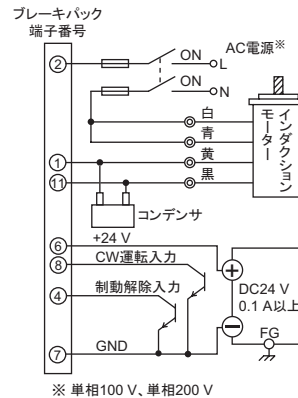 ブレーキパック
端子番号
② ON AC電源※
L
ON
N
白
青
① 黄
⑪ 黒
インダクション
モーター
コンデンサ
⑥ +24 V
⑧ CW運転入力
④ 制動解除入力
+
DC24 V
0.1 A以上
−
FG
⑦ GND
※ 単相100 V、単相200 V